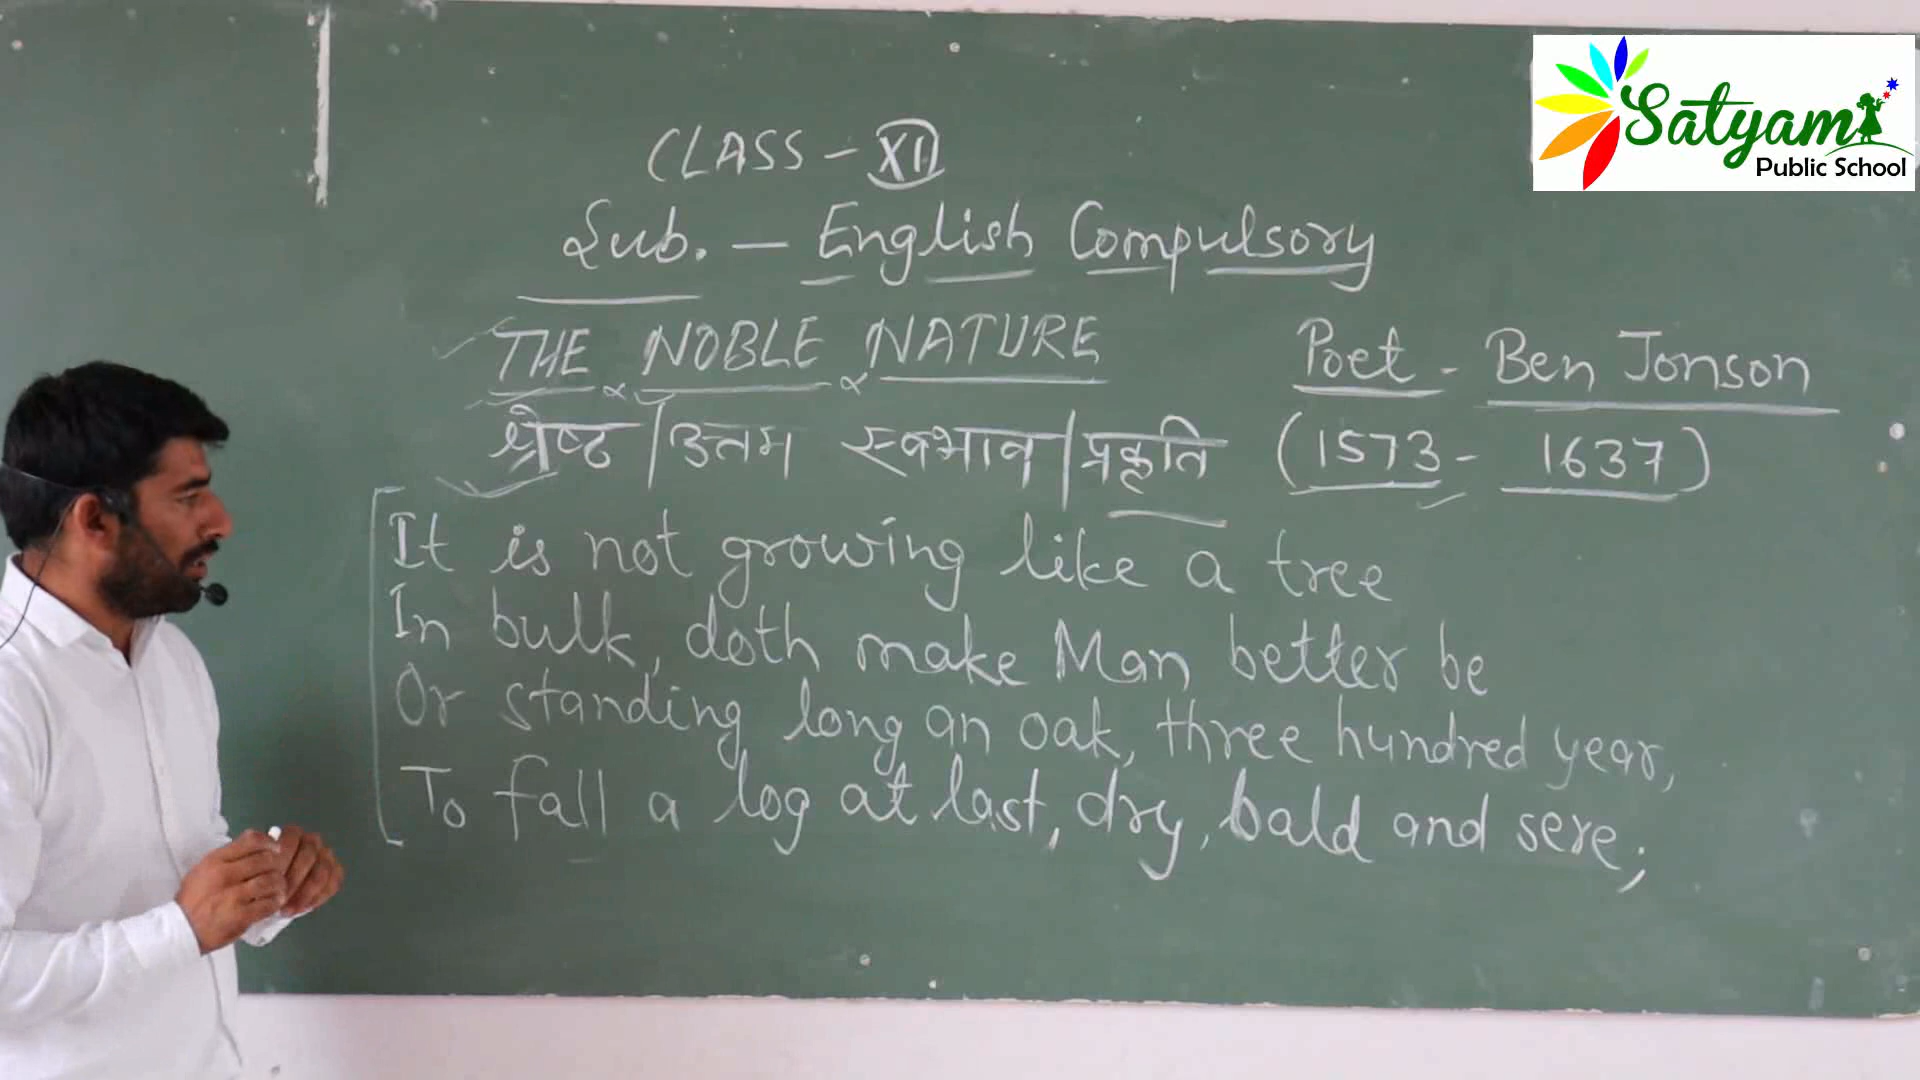 Satyam
Public School
CLASS - XII
Sub. - English Compulsory
THE NOBLE NATURE Poet - Ben Jonson
श्रेष्ठ/उत्तम स्वभाव/प्रकृति (1573 - 1637)
It is not growing like a tree
In bulk, doth make Man better be
Or standing long an oak, three hundred year,
To fall a log at last, dry, bald and sere;